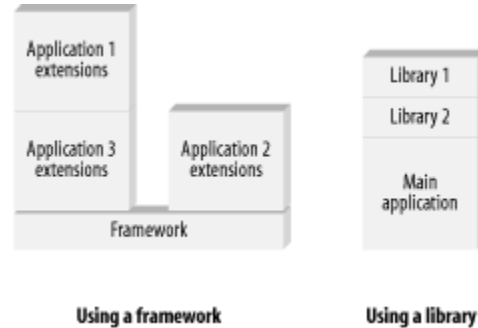 Application 1
extensions
Application 3
extensions
Application 2
extensions
Framework
Using a framework
Library 1
Library 2
Main
application
Using a library